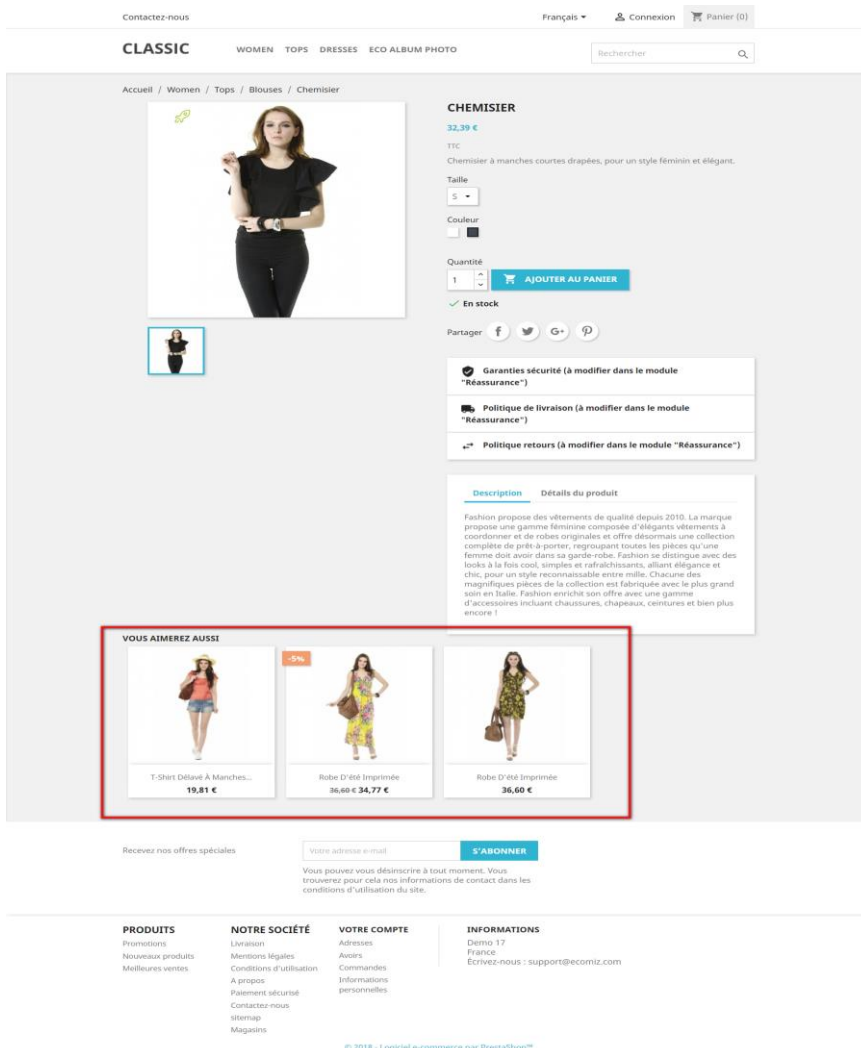 Contactez-nous
Français
Connexion
Panier (0)
CLASSIC
WOMEN TOPS DRESSES ECO ALBUM PHOTO
Rechercher
Accueil / Women / Tops / Blouses / Chemisier
CHEMISIER
32,39 €
TTC
Chemisier à manches courtes drapées, pour un style féminin et élégant.
Taille
S
Couleur
Quantité
1
AJOUTER AU PANIER
En stock
Partager
Garanties sécurité (à modifier dans le module
"Réassurance")
Politique de livraison (à modifier dans le module
"Réassurance")
Politique retours (à modifier dans le module "Réassurance")
Description Détails du produit
Fashion propose des vêtements de qualité depuis 2010. La marque
propose une gamme féminine composée d'élégants vêtements à
coordonner et de robes originales et offre désormais une collection
complète de prêt-à-porter, regroupant toutes les pièces qu'une
femme doit avoir dans sa garde-robe. Fashion se distingue avec des
looks à la fois cool, simples et rafraîchissants, alliant élégance et
chic, pour un style reconnaissable entre mille. Chacune des
magnifiques pièces de la collection est fabriquée avec le plus grand
soin en Italie. Fashion enrichit son offre avec une gamme
d'accessoires incluant chaussures, chapeaux, ceintures et bien plus
encore !
VOUS AIMEREZ AUSSI
-5%
T-Shirt Délavé À Manches...
19,81 €
Robe D'été Imprimée
36,60 € 34,77 €
Robe D'été Imprimée
36,60 €
Recevez nos offres spéciales
Votre adresse e-mail
S'ABONNER
Vous pouvez vous désinscrire à tout moment. Vous
trouverez pour cela nos informations de contact dans les
conditions d'utilisation du site.
PRODUITS
Promotions
Nouveaux produits
Meilleures ventes
NOTRE SOCIÉTÉ
Livraison
Mentions légales
Conditions d'utilisation
A propos
Paiement sécurisé
Contactez-nous
sitemap
Magasins
VOTRE COMPTE
Adresses
Avoirs
Commandes
Informations
personnelles
INFORMATIONS
Demo 17
France
Écrivez-nous : support@ecomiz.com
© 2018 - Logiciel e-commerce par PrestaShop™